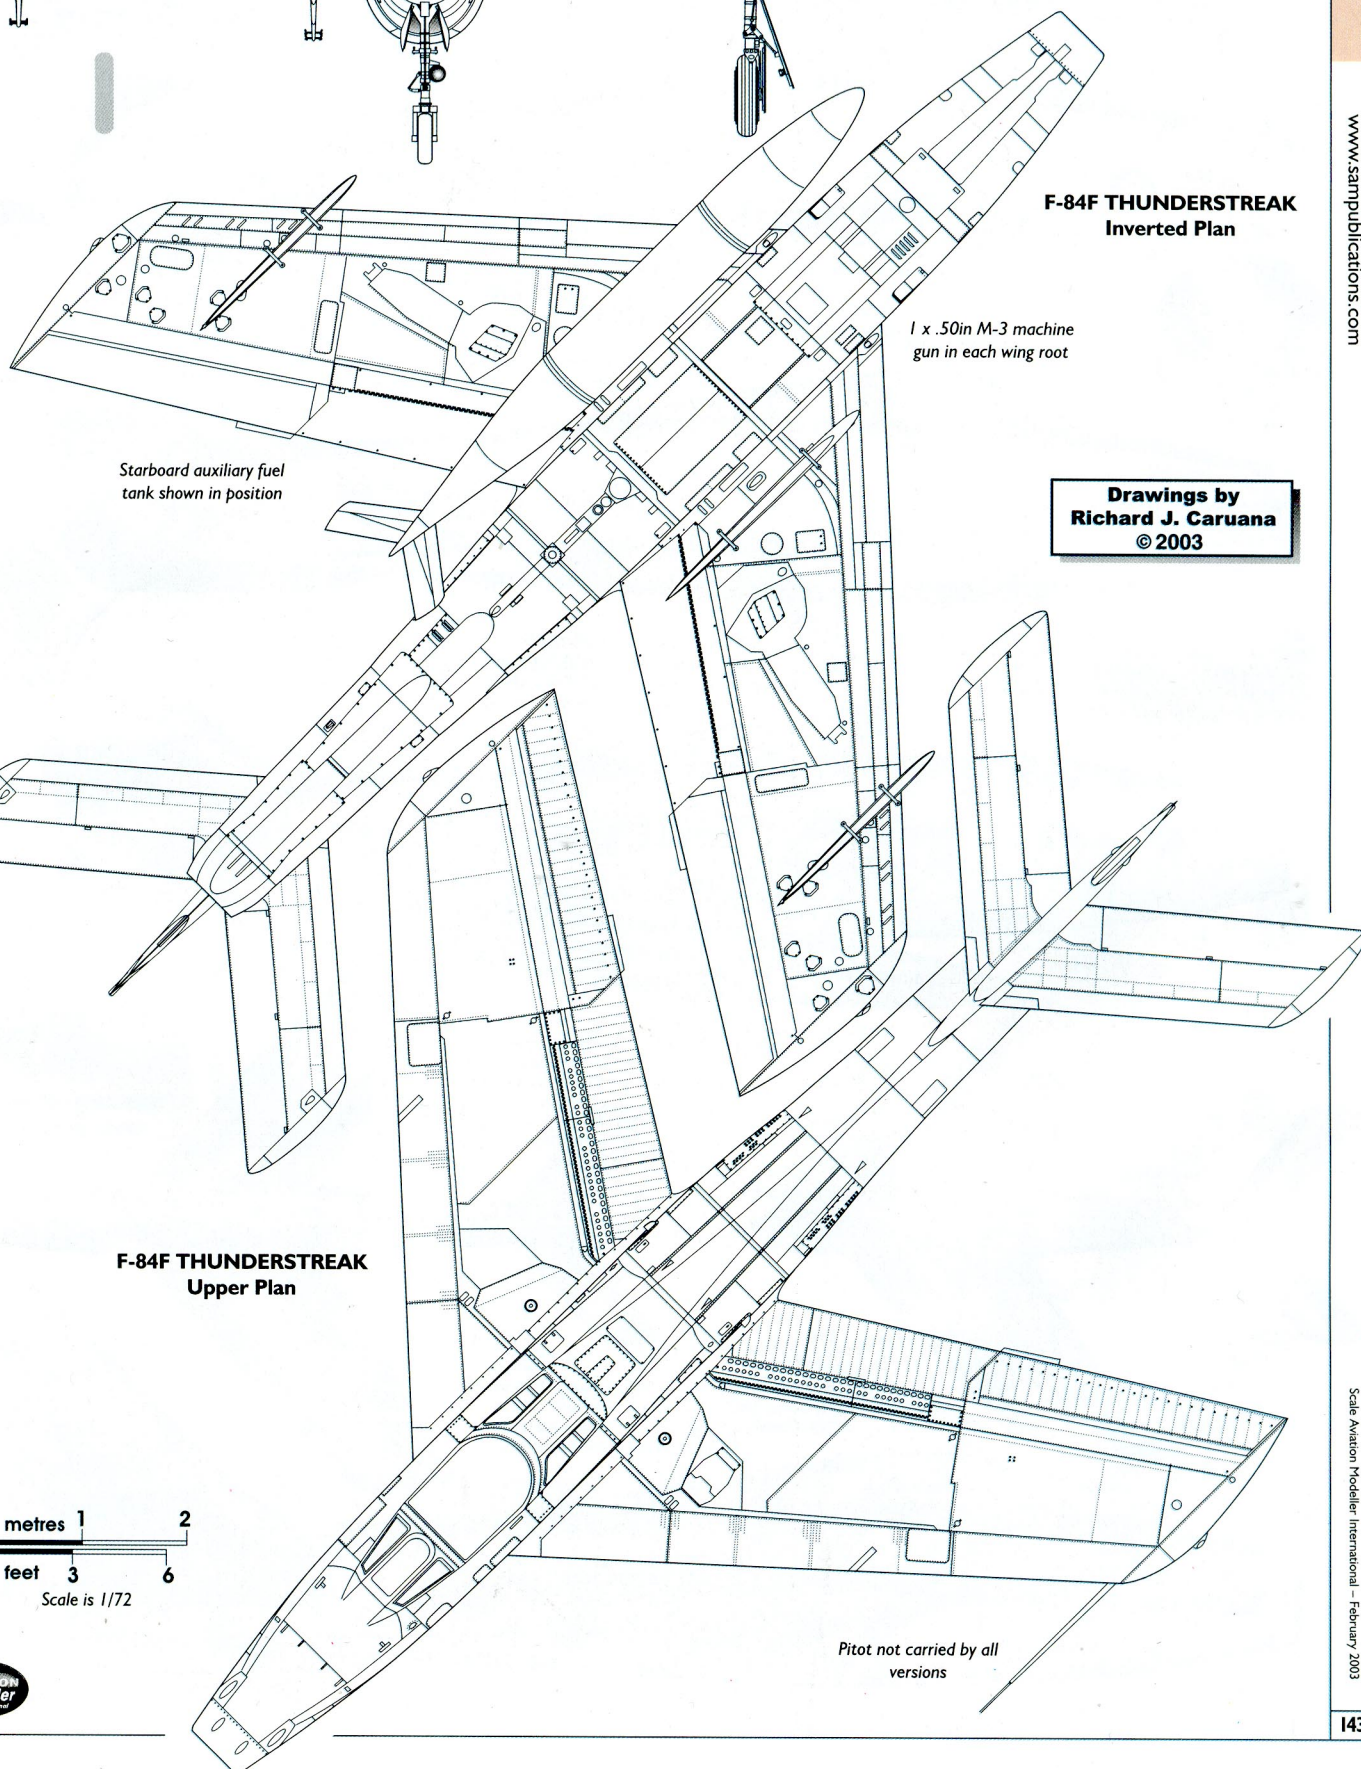 www.sampublications.com
F-84F THUNDERSTREAK
Inverted Plan
1 x .50in M-3 machine
gun in each wing root
Starboard auxiliary fuel
tank shown in position
Drawings by
Richard J. Caruana
© 2003
F-84F THUNDERSTREAK
Upper Plan
metres 1 2
feet 3 6
Scale is 1/72
Pitot not carried by all
versions
Scale Aviation Modeller International – February 2003
143